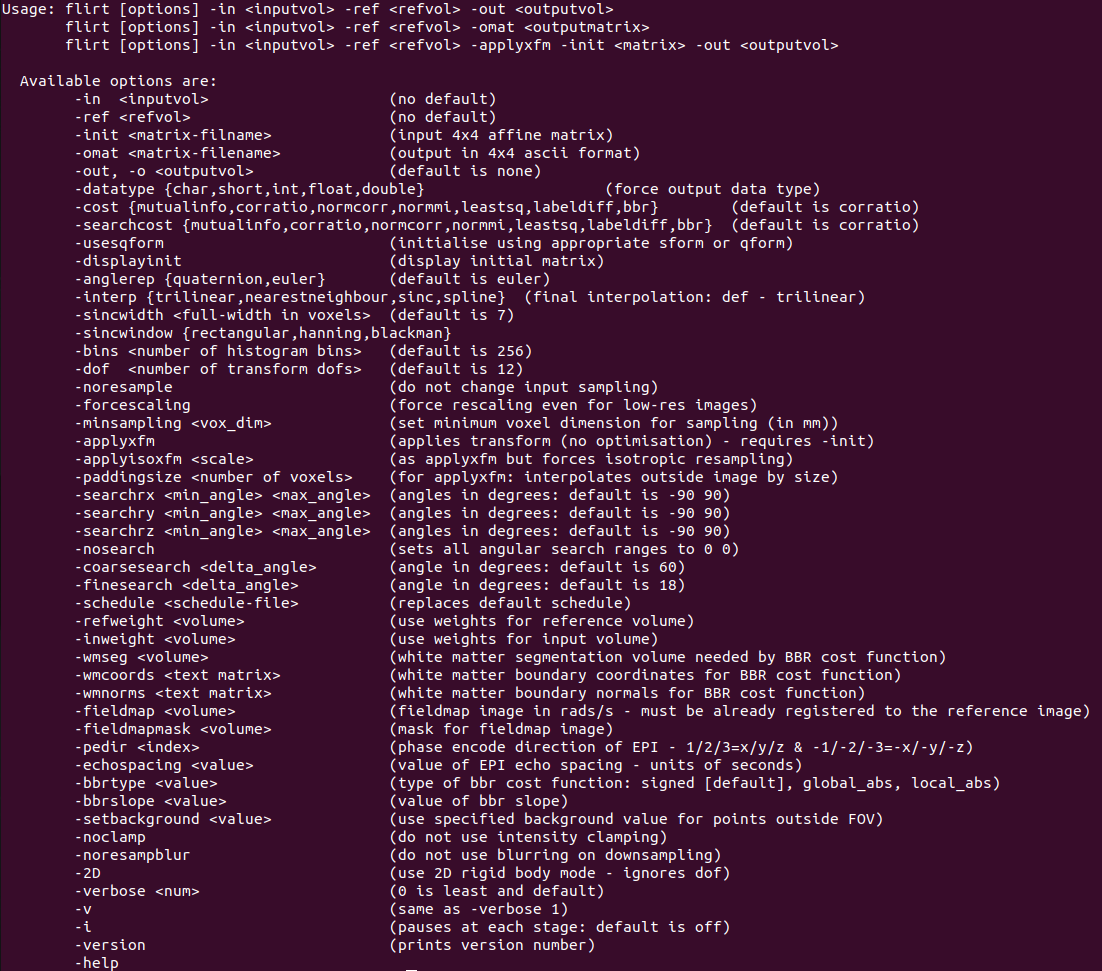 Usage: flirt [options] -in <inputvol> -ref <refvol> -out <outputvol>
       flirt [options] -in <inputvol> -ref <refvol> -omat <outputmatrix>
       flirt [options] -in <inputvol> -ref <refvol> -applyxfm -init <matrix> -out <outputvol>

  Available options are:
        -in  <inputvol>                    (no default)
        -ref <refvol>                      (no default)
        -init <matrix-filname>             (input 4x4 affine matrix)
        -omat <matrix-filename>            (output in 4x4 ascii format)
        -out, -o <outputvol>               (default is none)
        -datatype {char,short,int,float,double}                    (force output data type)
        -cost {mutualinfo,corratio,normcorr,normmi,leastsq,labeldiff,bbr}        (default is corratio)
        -searchcost {mutualinfo,corratio,normcorr,normmi,leastsq,labeldiff,bbr}  (default is corratio)
        -usesqform                         (initialise using appropriate sform or qform)
        -displayinit                       (display initial matrix)
        -anglerep {quaternion,euler}       (default is euler)
        -interp {trilinear,nearestneighbour,sinc,spline}  (final interpolation: def - trilinear)
        -sincwidth <full-width in voxels>  (default is 7)
        -sincwindow {rectangular,hanning,blackman}
        -bins <number of histogram bins>   (default is 256)
        -dof  <number of transform dofs>   (default is 12)
        -noresample                        (do not change input sampling)
        -forcescaling                      (force rescaling even for low-res images)
        -minsampling <vox_dim>             (set minimum voxel dimension for sampling (in mm))
        -applyxfm                          (applies transform (no optimisation) - requires -init)
        -applyisoxfm <scale>               (as applyxfm but forces isotropic resampling)
        -paddingsize <number of voxels>    (for applyxfm: interpolates outside image by size)
        -searchrx <min_angle> <max_angle>  (angles in degrees: default is -90 90)
        -searchry <min_angle> <max_angle>  (angles in degrees: default is -90 90)
        -searchrz <min_angle> <max_angle>  (angles in degrees: default is -90 90)
        -nosearch                          (sets all angular search ranges to 0 0)
        -coarsesearch <delta_angle>        (angle in degrees: default is 60)
        -finesearch <delta_angle>          (angle in degrees: default is 18)
        -schedule <schedule-file>          (replaces default schedule)
        -refweight <volume>                (use weights for reference volume)
        -inweight <volume>                 (use weights for input volume)
        -wmseg <volume>                    (white matter segmentation volume needed by BBR cost function)
        -wmcoords <text matrix>            (white matter boundary coordinates for BBR cost function)
        -wmnorms <text matrix>             (white matter boundary normals for BBR cost function)
        -fieldmap <volume>                 (fieldmap image in rads/s - must be already registered to the reference image)
        -fieldmapmask <volume>             (mask for fieldmap image)
        -pedir <index>                     (phase encode direction of EPI - 1/2/3=x/y/z & -1/-2/-3=-x/-y/-z)
        -echospacing <value>               (value of EPI echo spacing - units of seconds)
        -bbrtype <value>                   (type of bbr cost function: signed [default], global_abs, local_abs)
        -bbrslope <value>                  (value of bbr slope)
        -setbackground <value>             (use specified background value for points outside FOV)
        -noclamp                           (do not use intensity clamping)
        -noresampblur                      (do not use blurring on downsampling)
        -2D                                (use 2D rigid body mode - ignores dof)
        -verbose <num>                     (0 is least and default)
        -v                                 (same as -verbose 1)
        -i                                 (pauses at each stage: default is off)
        -version                           (prints version number)
        -help